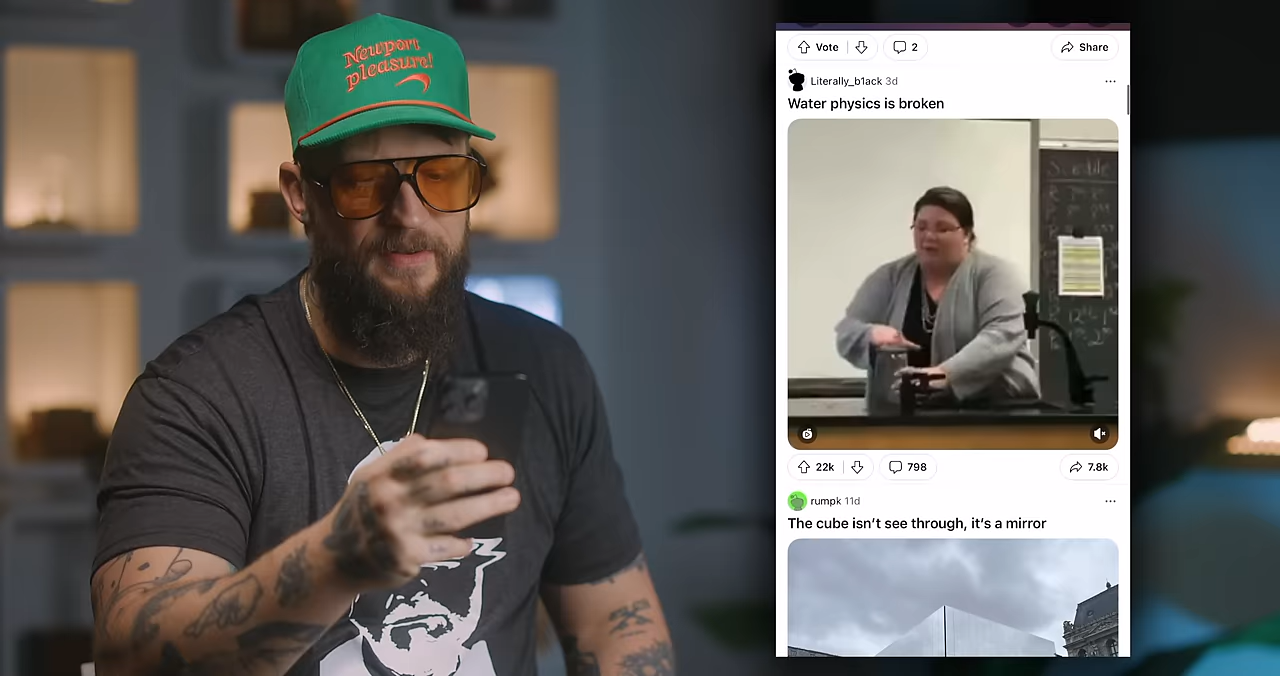 Newport
pleasure!
Vote
2
Share
Literally_b1ack 3d
Water physics is broken
22k
798
7.8k
rumpk 11d
The cube isn't see through, it's a mirror